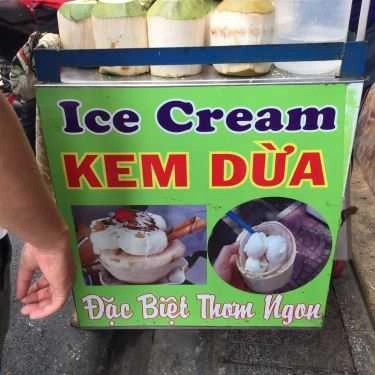 Ice Cream
KEM DỪA
Đặc Biệt Thơm Ngon